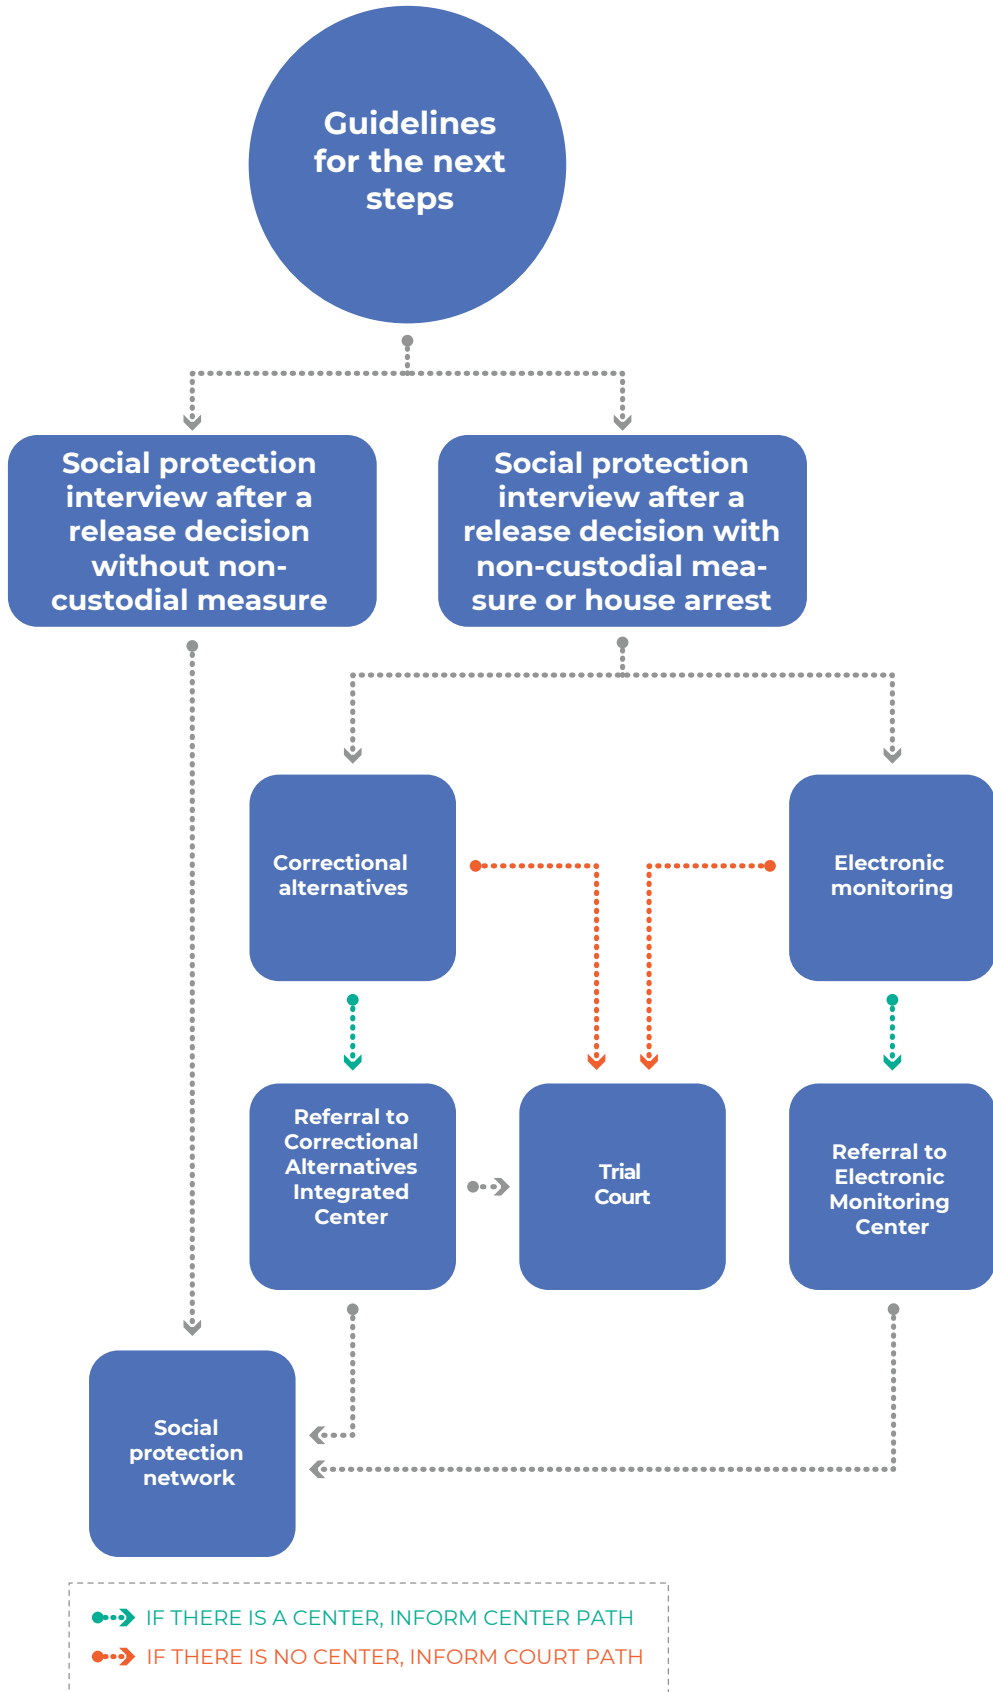 Guidelines
for the next
steps
Social protection
interview after a
release decision
without non-
custodial measure
Social protection
interview after a
release decision with
non-custodial mea-
sure or house arrest
Correctional
alternatives
Electronic
monitoring
Referral to
Correctional
Alternatives
Integrated
Center
Trial
Court
Referral to
Electronic
Monitoring
Center
Social
protection
network
IF THERE IS A CENTER, INFORM CENTER PATH
IF THERE IS NO CENTER, INFORM COURT PATH